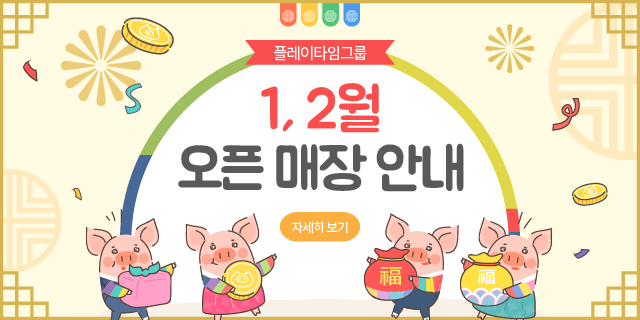 플레이타임그룹
1, 2월
오픈 매장 안내
자세히 보기
福
福